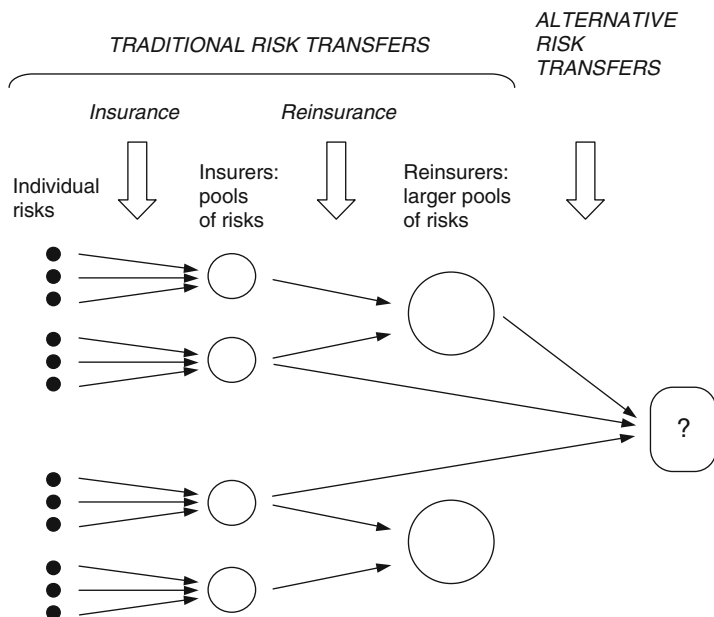 TRADITIONAL RISK TRANSFERS
ALTERNATIVE
RISK
TRANSFERS
Insurance
Reinsurance
Individual
risks
Insurers:
pools
of risks
Reinsurers:
larger pools
of risks
?